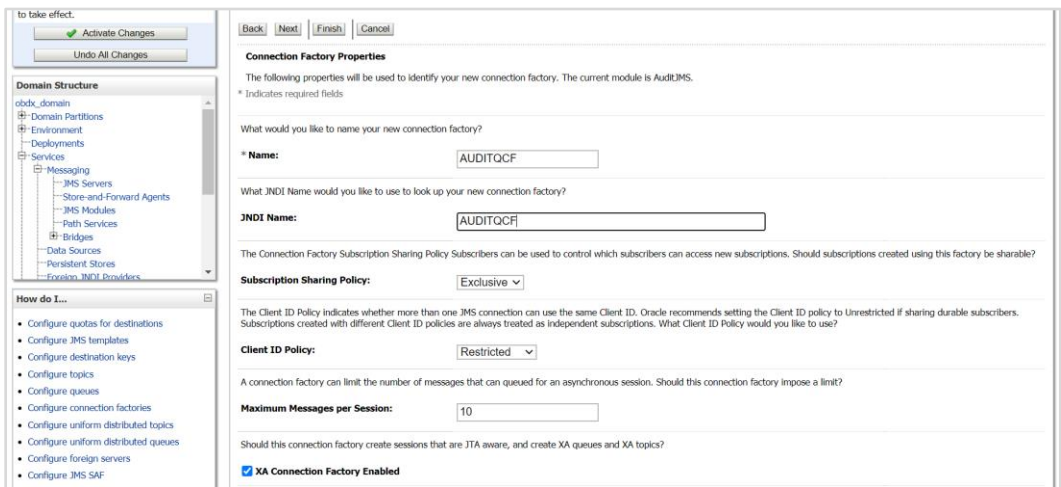 to take effect.
Activate Changes
Undo All Changes
Domain Structure
obdx_domain
Domain Partitions
Environment
Deployments
Services
Messaging
JMS Servers
Store-and-Forward Agents
JMS Modules
Path Services
Bridges
Data Sources
Persistent Stores
Foreign JNDI Providers
How do I...
Configure quotas for destinations
Configure JMS templates
Configure destination keys
Configure topics
Configure queues
Configure connection factories
Configure uniform distributed topics
Configure uniform distributed queues
Configure foreign servers
Configure JMS SAF
Back Next Finish Cancel
Connection Factory Properties
The following properties will be used to identify your new connection factory. The current module is AuditJMS.
* Indicates required fields
What would you like to name your new connection factory?
* Name: AUDITQCF
What JNDI Name would you like to use to look up your new connection factory?
JNDI Name: AUDITQCF
The Connection Factory Subscription Sharing Policy Subscribers can be used to control which subscribers can access new subscriptions. Should subscriptions created using this factory be sharable?
Subscription Sharing Policy: Exclusive
The Client ID Policy indicates whether more than one JMS connection can use the same Client ID. Oracle recommends setting the Client ID policy to Unrestricted if sharing durable subscribers.
Subscriptions created with different Client ID policies are always treated as independent subscriptions. What Client ID Policy would you like to use?
Client ID Policy: Restricted
A connection factory can limit the number of messages that can queued for an asynchronous session. Should this connection factory impose a limit?
Maximum Messages per Session: 10
Should this connection factory create sessions that are JTA aware, and create XA queues and XA topics?
XA Connection Factory Enabled